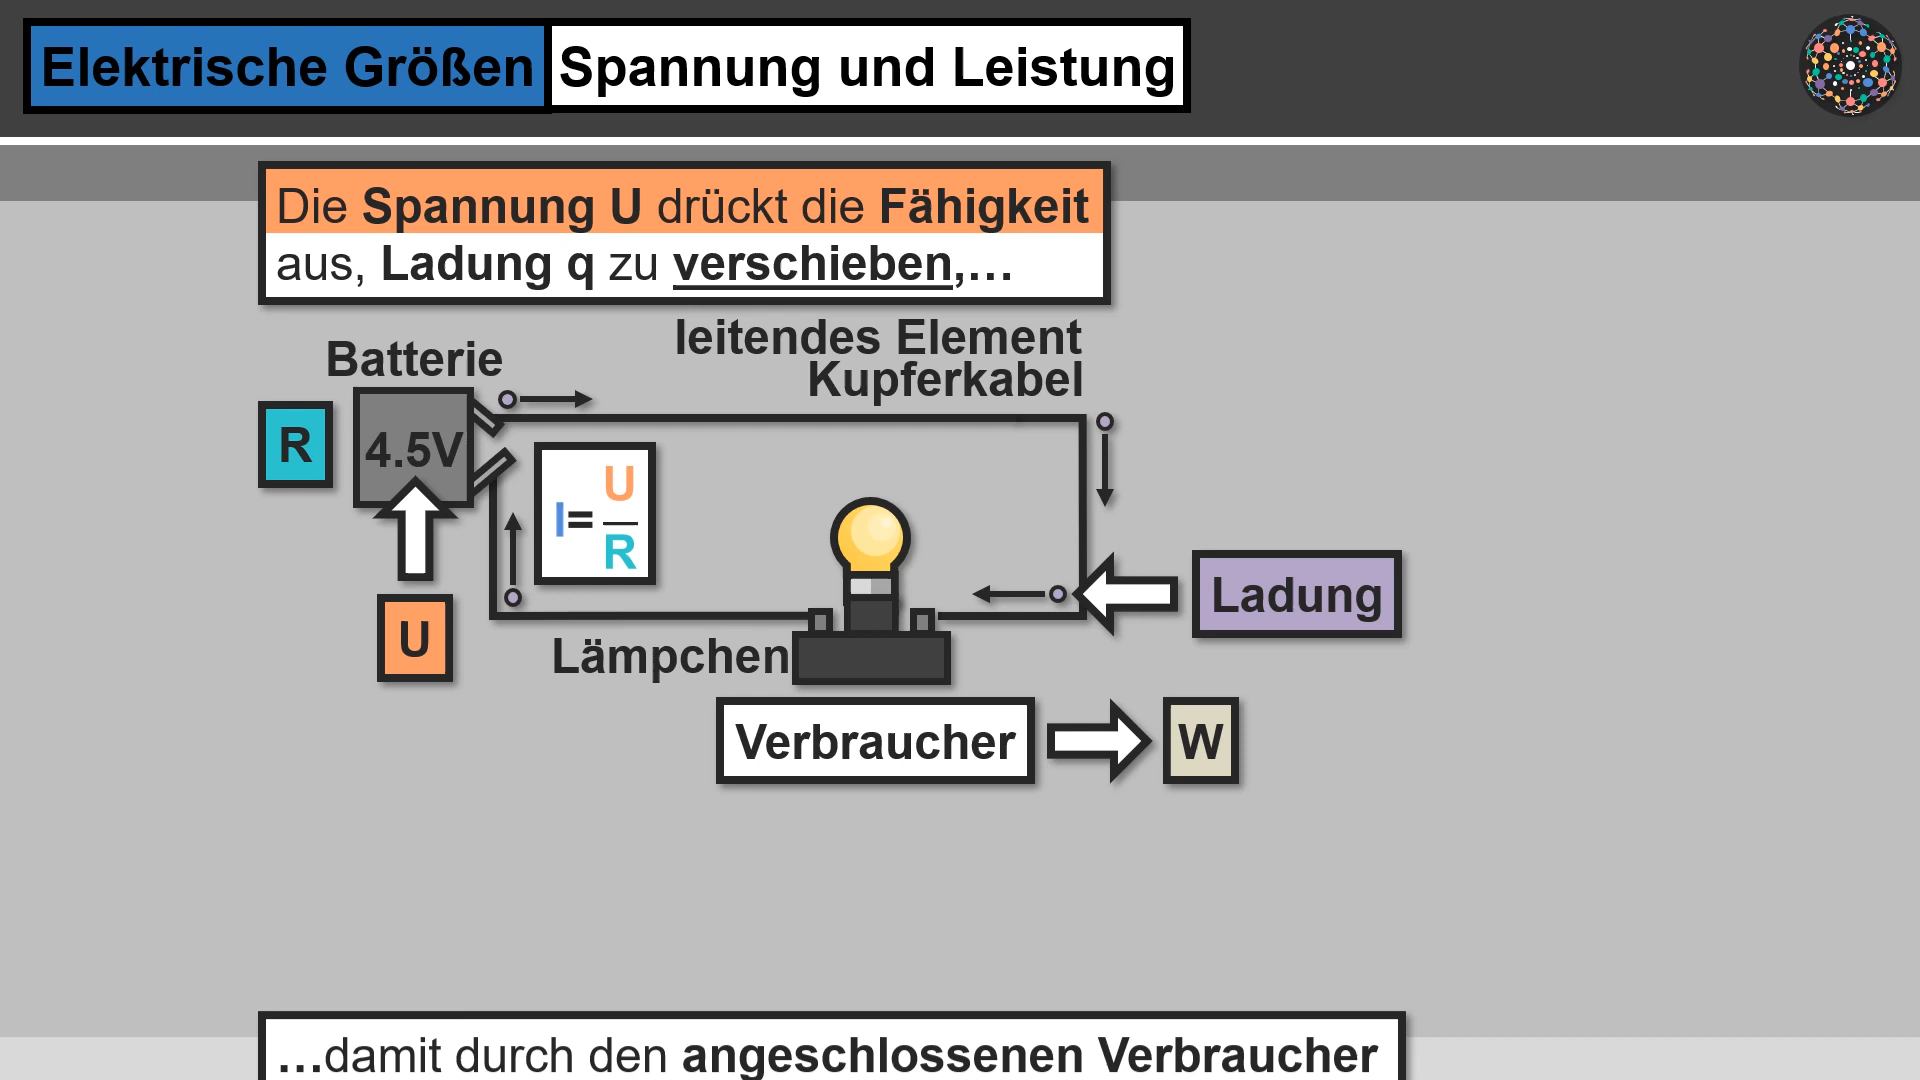 Elektrische Größen Spannung und Leistung
Die Spannung U drückt die Fähigkeit
aus, Ladung q zu verschieben,...
leitendes Element
Kupferkabel
Batterie
R
4.5V
I=U/R
U
Ladung
Lämpchen
Verbraucher
W
...damit durch den angeschlossenen Verbraucher